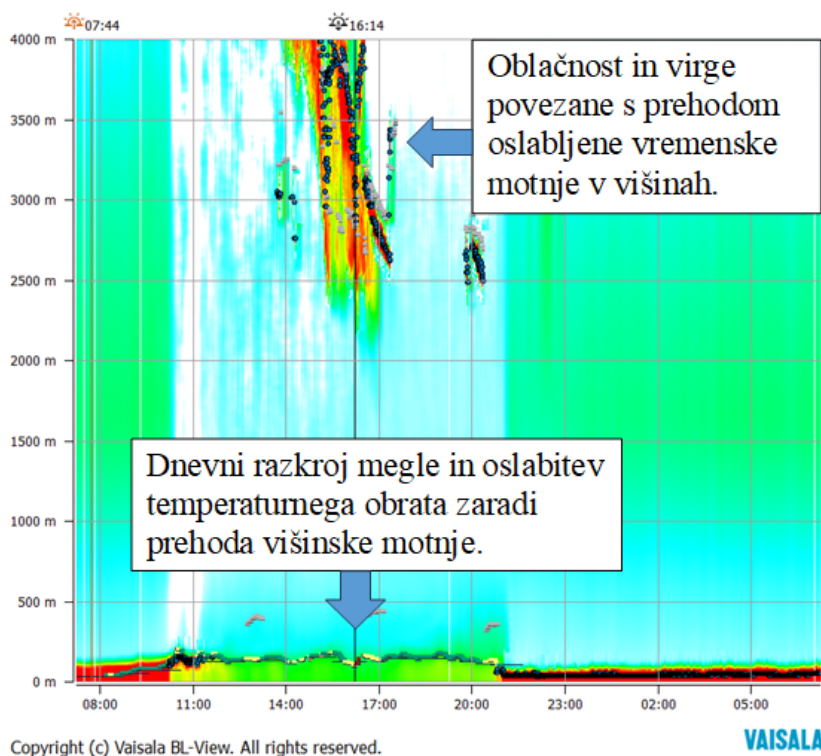 07:44
16:14
4000 m
3500 m
3000 m
2500 m
2000 m
1500 m
1000 m
500 m
0 m
Oblačnost in virge
povezane s prehodom
oslabljene vremenske
motnje v višinah.
Dnevni razkroj megle in oslabitev
temperaturnega obrata zaradi
prehoda višinske motnje.
08:00 11:00 14:00 17:00 20:00 23:00 02:00 05:00
Copyright (c) Vaisala BL-View. All rights reserved.
VAISALA